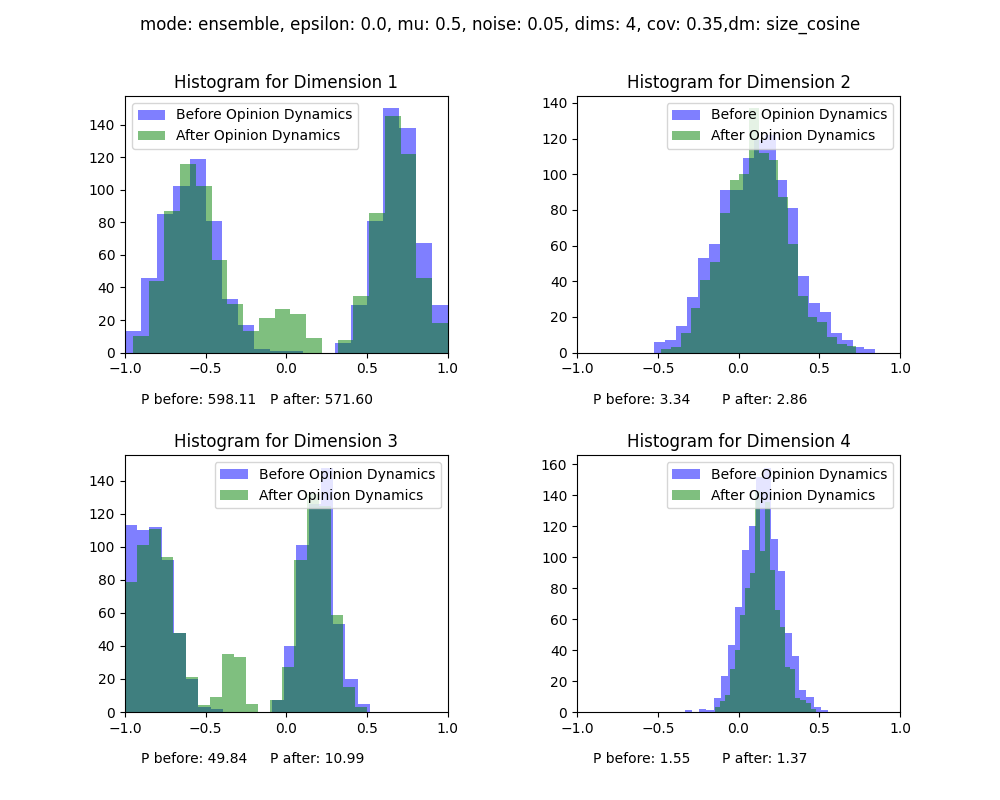 mode: ensemble, epsilon: 0.0, mu: 0.5, noise: 0.05, dims: 4, cov: 0.35,dm: size_cosine
Histogram for Dimension 1
Before Opinion Dynamics
After Opinion Dynamics
140
120
100
80
60
40
20
0
−1.0 −0.5 0.0 0.5 1.0
P before: 598.11 P after: 571.60
Histogram for Dimension 2
Before Opinion Dynamics
After Opinion Dynamics
140
120
100
80
60
40
20
0
−1.0 −0.5 0.0 0.5 1.0
P before: 3.34 P after: 2.86
Histogram for Dimension 3
Before Opinion Dynamics
After Opinion Dynamics
140
120
100
80
60
40
20
0
−1.0 −0.5 0.0 0.5 1.0
P before: 49.84 P after: 10.99
Histogram for Dimension 4
Before Opinion Dynamics
After Opinion Dynamics
160
140
120
100
80
60
40
20
0
−1.0 −0.5 0.0 0.5 1.0
P before: 1.55 P after: 1.37